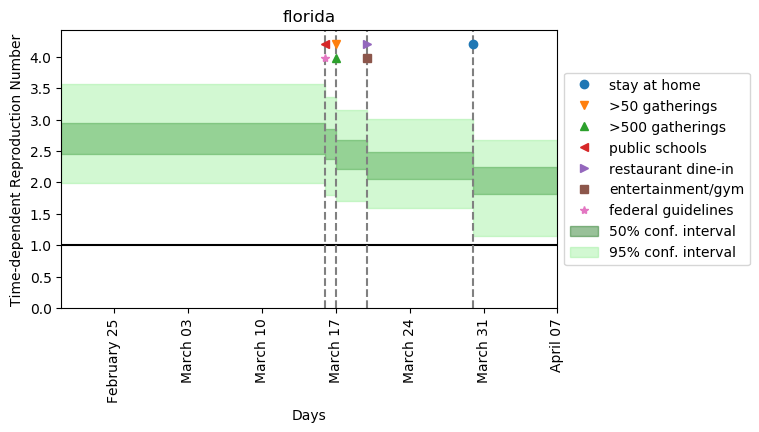 florida
Time-dependent Reproduction Number
4.0
3.5
3.0
2.5
2.0
1.5
1.0
0.5
0.0
February 25
March 03
March 10
March 17
March 24
March 31
April 07
Days
stay at home
>50 gatherings
>500 gatherings
public schools
restaurant dine-in
entertainment/gym
federal guidelines
50% conf. interval
95% conf. interval